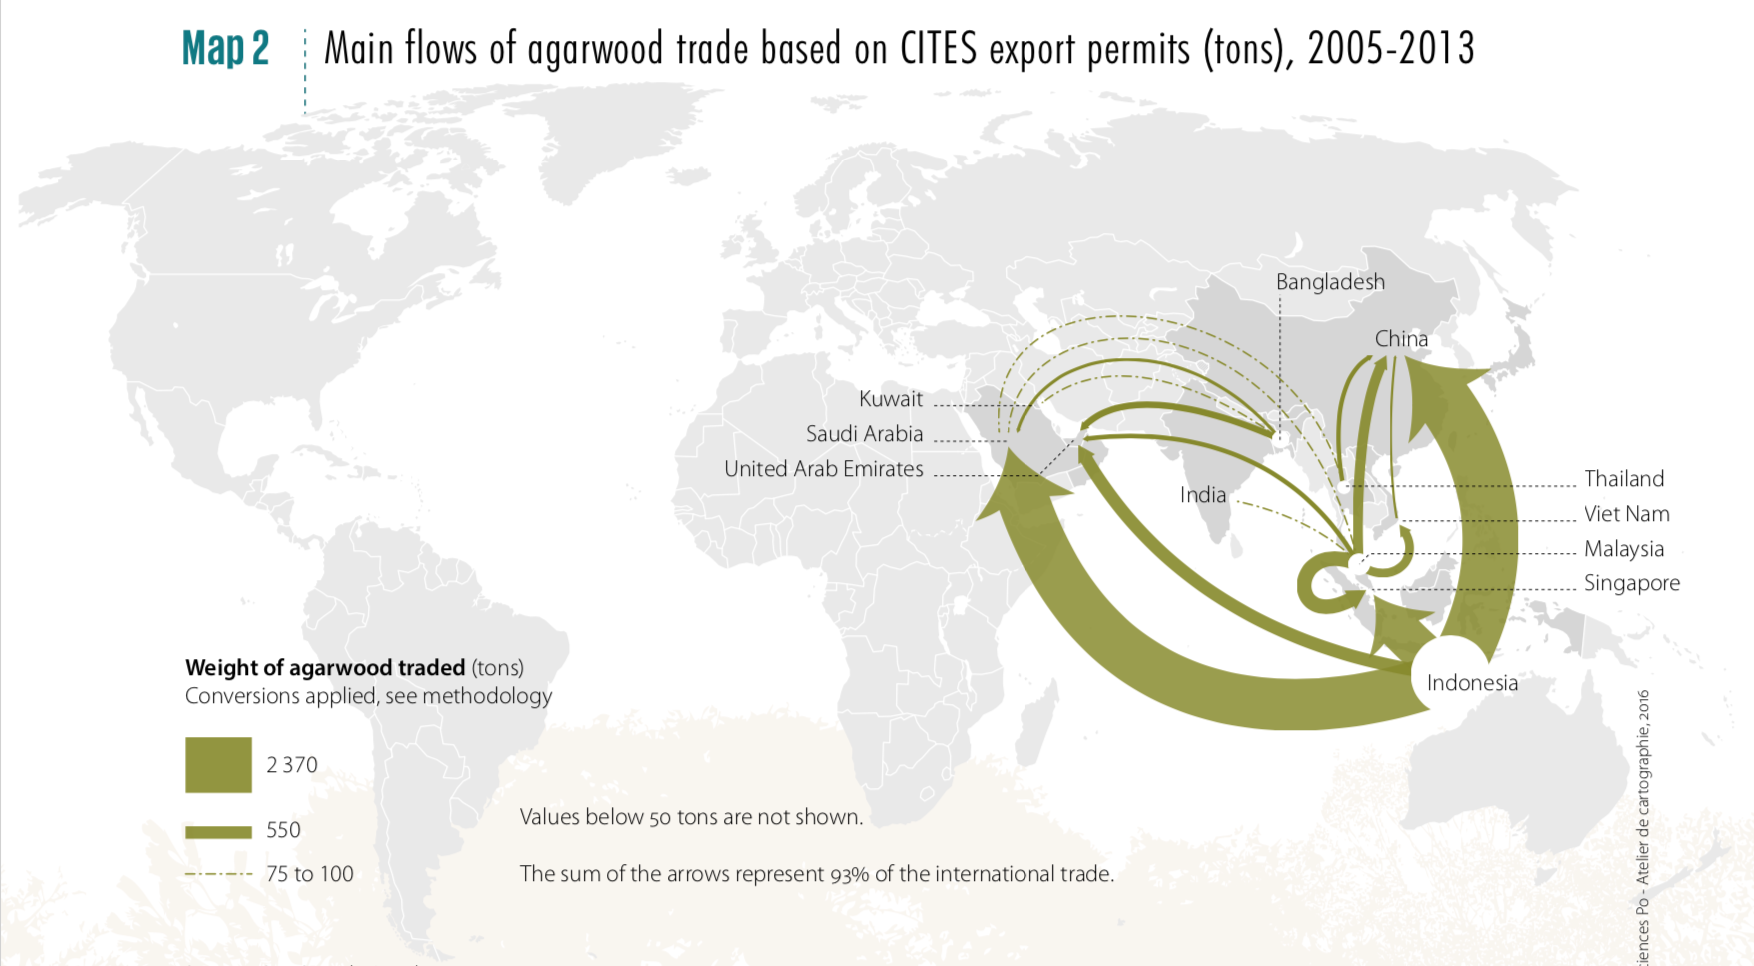 Map 2
Main flows of agarwood trade based on CITES export permits (tons), 2005-2013
Bangladesh
China
Kuwait
Saudi Arabia
United Arab Emirates
India
Thailand
Viet Nam
Malaysia
Singapore
Indonesia
Weight of agarwood traded (tons)
Conversions applied, see methodology
2 370
550
75 to 100
Values below 50 tons are not shown.
The sum of the arrows represent 93% of the international trade.
Po - Atelier de cartographie, 2016